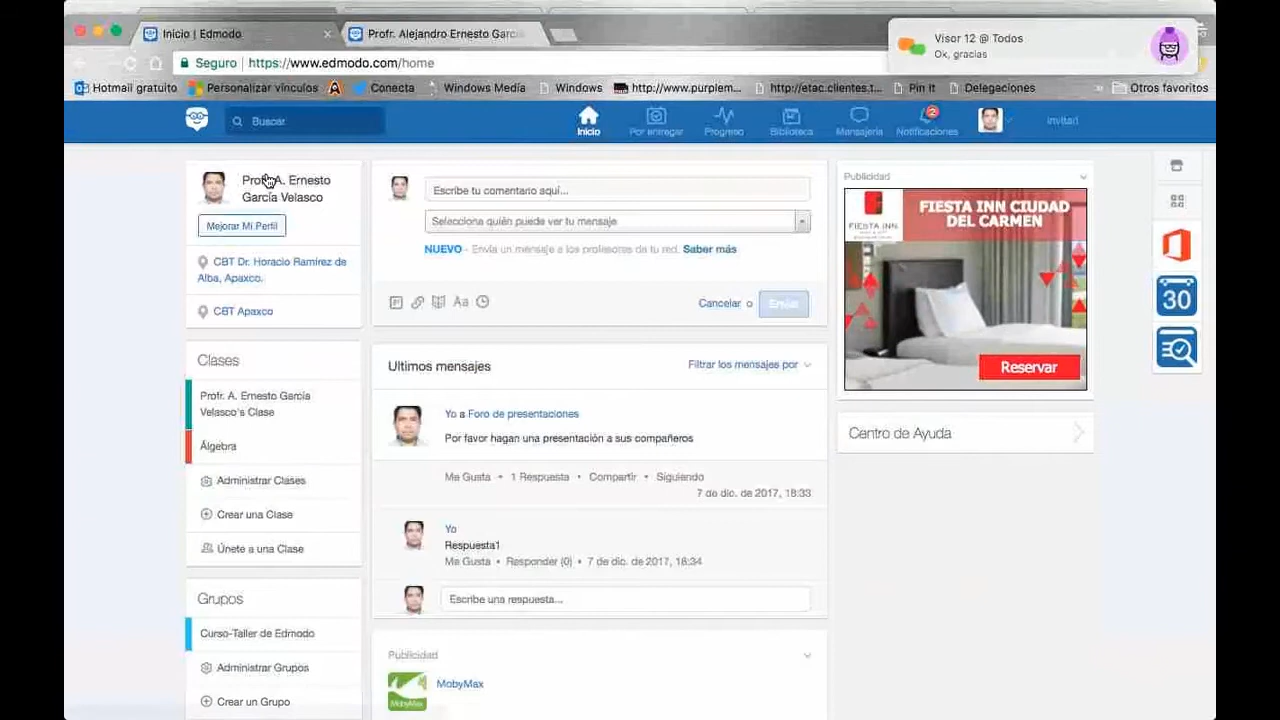 Inicio | Edmodo
Profr. Alejandro Ernesto Garc
Visor 12 @ Todos
Ok, gracias
Seguro
https://www.edmodo.com/home
Hotmail gratuito
Personalizar vínculos
Conecta
Windows Media
Windows
http://www.purplem...
http://etac.clientes.t...
Pin It
Delegaciones
Otros favoritos
Buscar
Inicio
Por entregar
Progreso
Biblioteca
Mensajería
2
Notificaciones
Invitad
Profr. A. Ernesto
García Velasco
Mejorar Mi Perfil
CBT Dr. Horacio Ramírez de
Alba, Apaxco.
CBT Apaxco
Clases
Profr. A. Ernesto García
Velasco's Clase
Álgebra
Administrar Clases
Crear una Clase
Únete a una Clase
Grupos
Curso-Taller de Edmodo
Administrar Grupos
Crear un Grupo
Escribe tu comentario aquí...
Selecciona quién puede ver tu mensaje
NUEVO - Envía un mensaje a los profesores de tu red. Saber más
Aa
Cancelar o Enviar
Ultimos mensajes
Filtrar los mensajes por
Yo a Foro de presentaciones
Por favor hagan una presentación a sus compañeros
Me Gusta • 1 Respuesta • Compartir • Siguiendo
7 de dic. de 2017, 18:33
Yo
Respuesta1
Me Gusta • Responder (0) • 7 de dic. de 2017, 18:34
Escribe una respuesta...
Publicidad
MobyMax
MobyMax
Publicidad
FIESTA INN
FIESTA INN CIUDAD
DEL CARMEN
Reservar
Centro de Ayuda
30